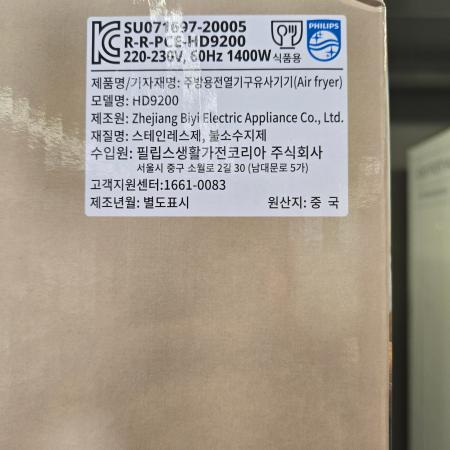 SU071697-20005
R-R-PCE-HD9200
220-230V, 60Hz 1400W 식품용
PHILIPS
제품명/기자재명: 주방용전열기구유사기기(Air fryer)
모델명: HD9200
제조원: Zhejiang Biyi Electric Appliance Co., Ltd.
재질명: 스테인레스제, 불소수지제
수입원: 필립스생활가전코리아 주식회사
서울시 중구 소월로 2길 30 (남대문로 5가)
고객지원센터:1661-0083
제조년월: 별도표시 원산지: 중 국